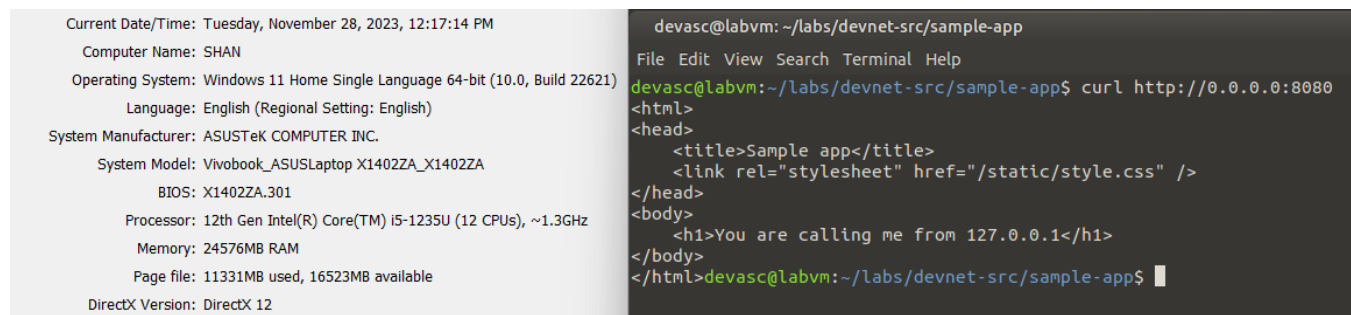 Current Date/Time: Tuesday, November 28, 2023, 12:17:14 PM
Computer Name: SHAN
Operating System: Windows 11 Home Single Language 64-bit (10.0, Build 22621)
Language: English (Regional Setting: English)
System Manufacturer: ASUSTeK COMPUTER INC.
System Model: Vivobook_ASUSLaptop X1402ZA_X1402ZA
BIOS: X1402ZA.301
Processor: 12th Gen Intel(R) Core(TM) i5-1235U (12 CPUs), ~1.3GHz
Memory: 24576MB RAM
Page file: 11331MB used, 16523MB available
DirectX Version: DirectX 12
devasc@labvm: ~/labs/devnet-src/sample-app
File Edit View Search Terminal Help
devasc@labvm:~/labs/devnet-src/sample-app$ curl http://0.0.0.0:8080
<html>
<head>
    <title>Sample app</title>
    <link rel="stylesheet" href="/static/style.css" />
</head>
<body>
    <h1>You are calling me from 127.0.0.1</h1>
</body>
</html>devasc@labvm:~/labs/devnet-src/sample-app$